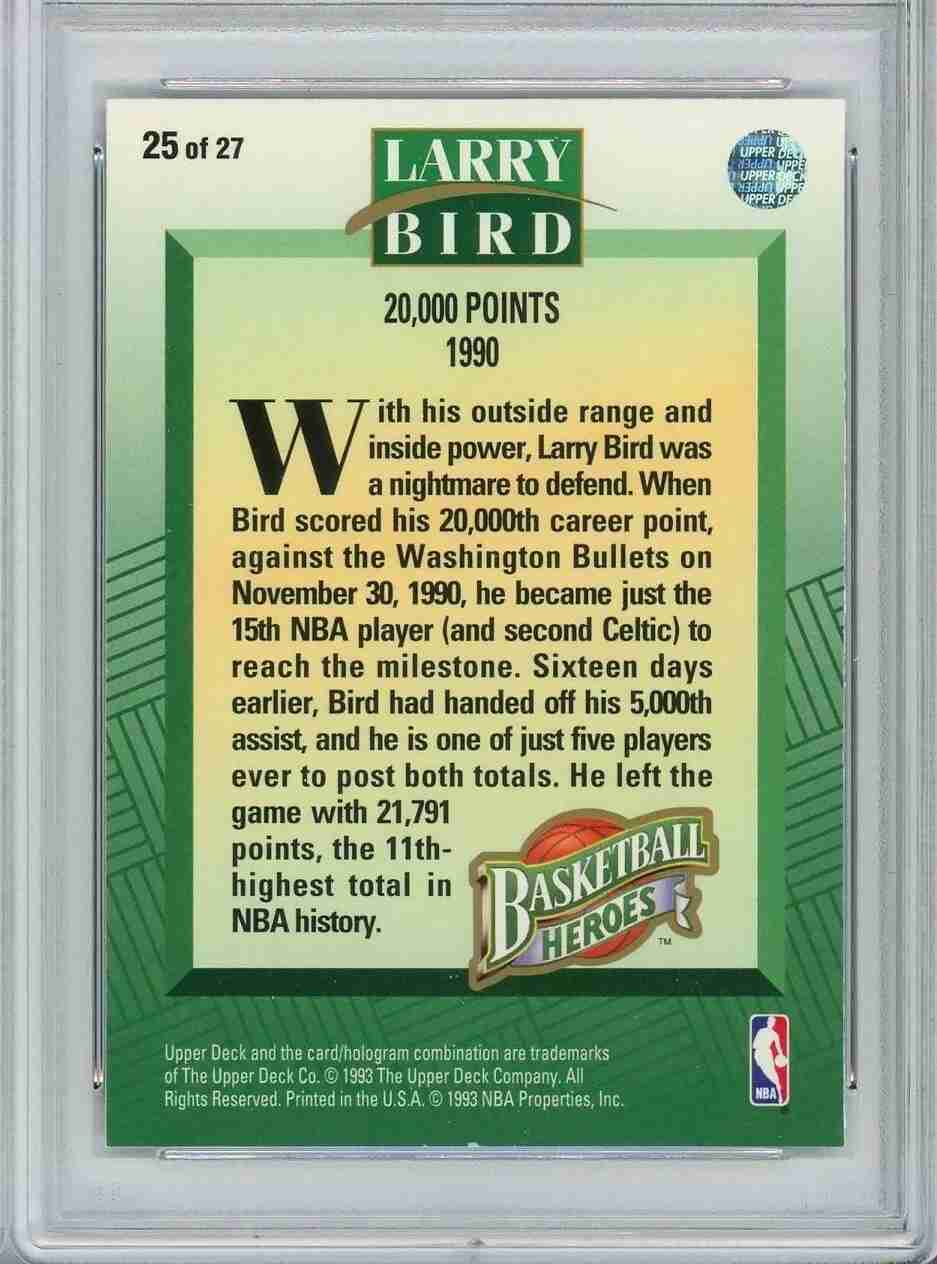 25 of 27
LARRY
BIRD
UPPER DECK
UPPER DECK
UPPER DE
20,000 POINTS
1990
With his outside range and
inside power, Larry Bird was
a nightmare to defend. When
Bird scored his 20,000th career point,
against the Washington Bullets on
November 30, 1990, he became just the
15th NBA player (and second Celtic) to
reach the milestone. Sixteen days
earlier, Bird had handed off his 5,000th
assist, and he is one of just five players
ever to post both totals. He left the
game with 21,791
points, the 11th-
highest total in
NBA history.
BASKETBALL
HEROES
TM
Upper Deck and the card/hologram combination are trademarks
of The Upper Deck Co. © 1993 The Upper Deck Company. All
Rights Reserved. Printed in the U.S.A. © 1993 NBA Properties, Inc.
NBA